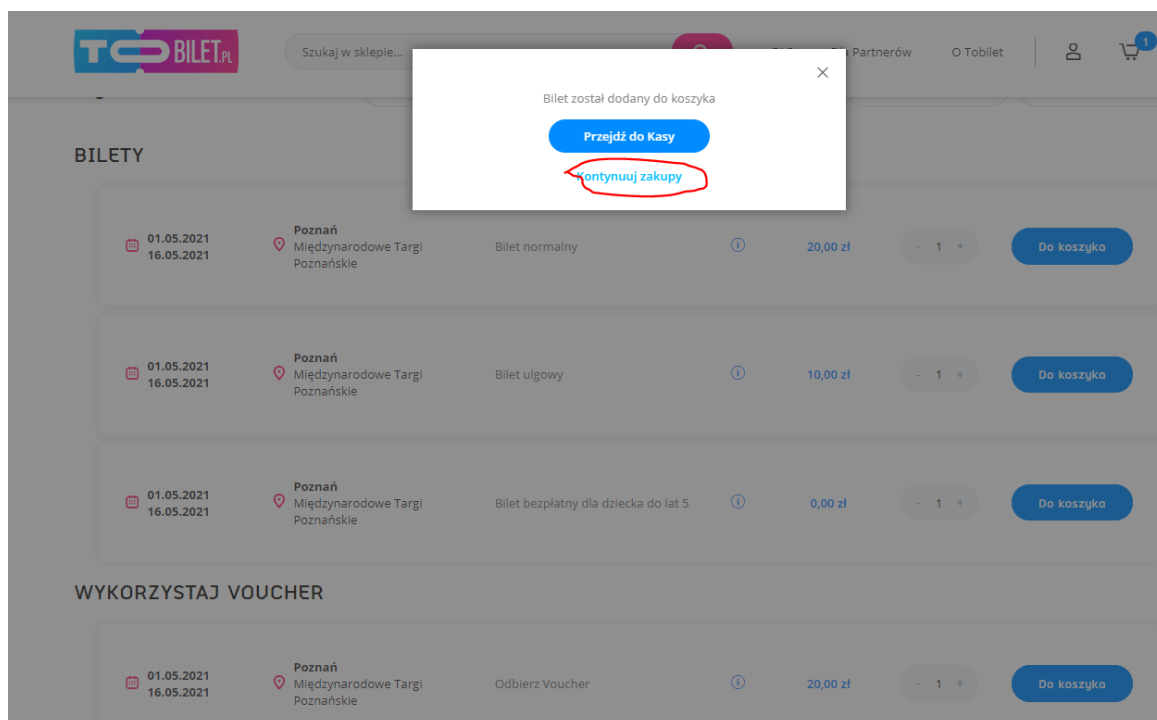 TOBILET.PL
Szukaj w sklepie...
Partnerów
O Tobilet
1
Bilet został dodany do koszyka
Przejdź do Kasy
Kontynuuj zakupy
BILETY
01.05.2021
16.05.2021
Poznań
Międzynarodowe Targi
Poznańskie
Bilet normalny
20,00 zł
- 1 +
Do koszyka
01.05.2021
16.05.2021
Poznań
Międzynarodowe Targi
Poznańskie
Bilet ulgowy
10,00 zł
- 1 +
Do koszyka
01.05.2021
16.05.2021
Poznań
Międzynarodowe Targi
Poznańskie
Bilet bezpłatny dla dziecka do lat 5
0,00 zł
- 1 +
Do koszyka
WYKORZYSTAJ VOUCHER
01.05.2021
16.05.2021
Poznań
Międzynarodowe Targi
Poznańskie
Odbierz Voucher
20,00 zł
- 1 +
Do koszyka